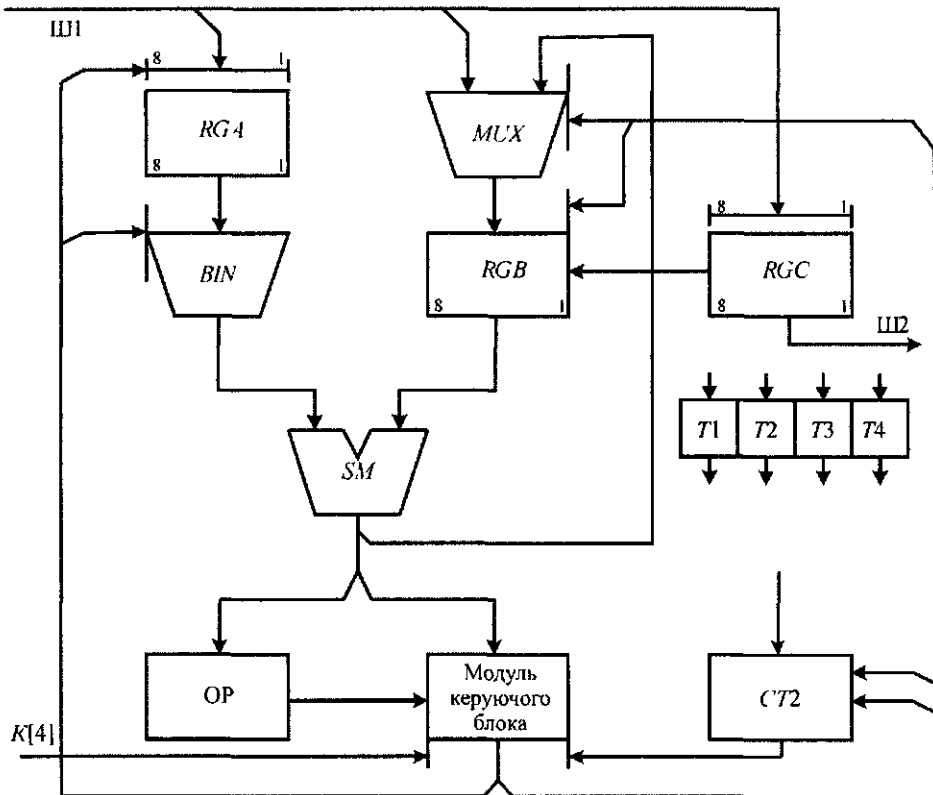 Ш1
8 1
RGA
8 1
MUX
BIN
RGB
8 1
8 1
RGC
8 1
Ш2
T1 T2 T3 T4
SM
OP
Модуль
керуючого
блока
CT2
K[4]